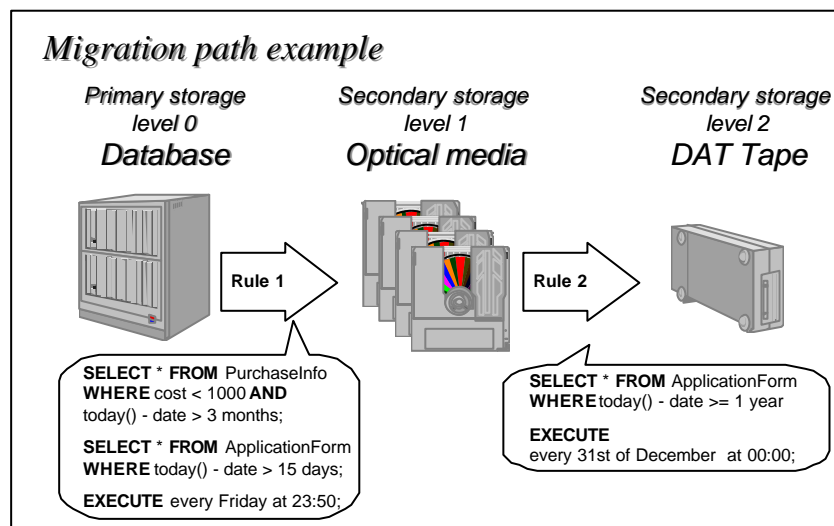 Migration path example
Primary storage
level 0
Database
Secondary storage
level 1
Optical media
Secondary storage
level 2
DAT Tape
Rule 1
Rule 2
SELECT * FROM PurchaseInfo
WHERE cost < 1000 AND
today() - date > 3 months;
SELECT * FROM ApplicationForm
WHERE today() - date > 15 days;
EXECUTE every Friday at 23:50;
SELECT * FROM ApplicationForm
WHERE today() - date >= 1 year
EXECUTE
every 31st of December at 00:00;